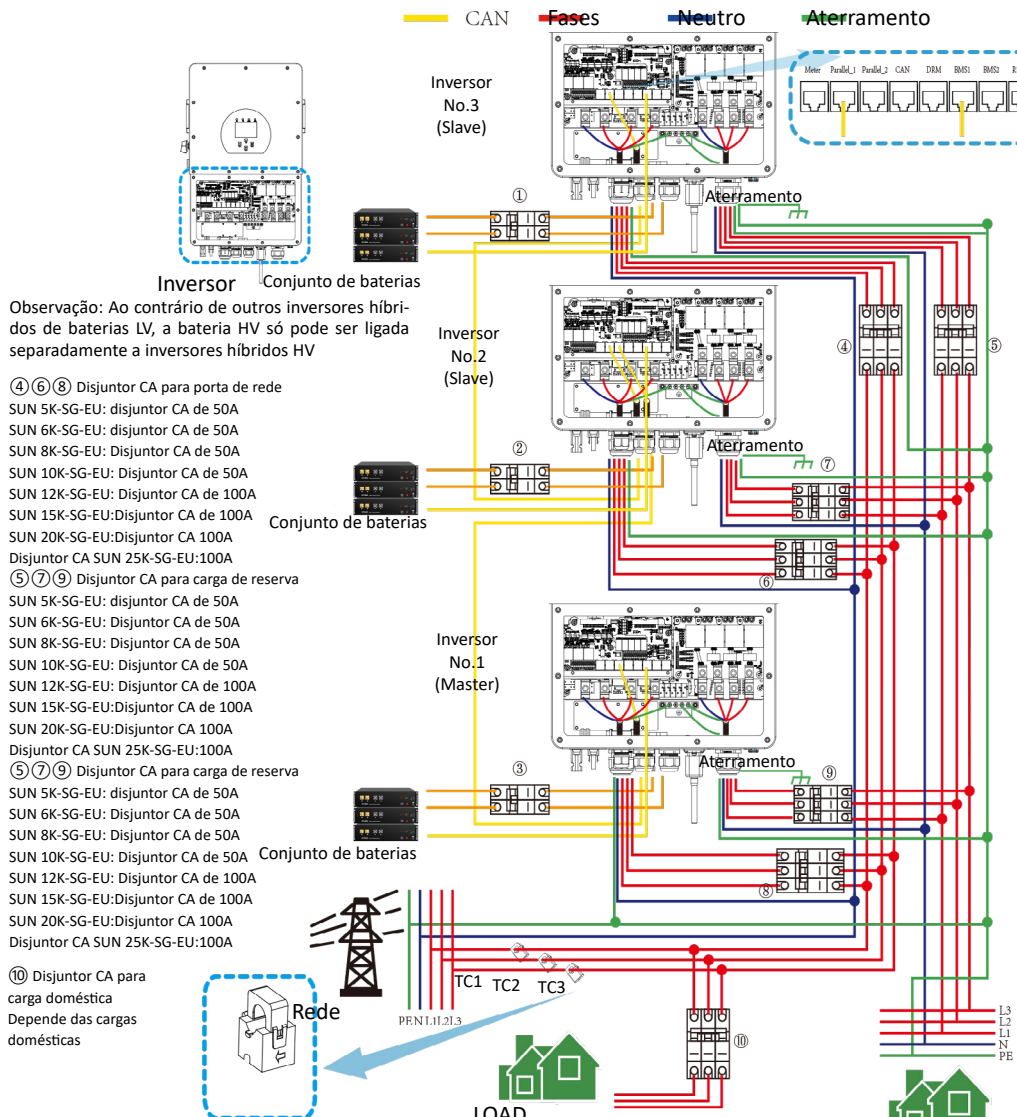 CAN Fases Neutro Aterramento
Inversor
No.3
(Slave)
Meter Parallel_1 Parallel_2 CAN DRM BMS1 BMS2
Aterramento
①
Inversor
Conjunto de baterias
Observação: Ao contrário de outros inversores híbri-
dos de baterias LV, a bateria HV só pode ser ligada
separadamente a inversores híbridos HV
Inversor
No.2
(Slave)
④
⑤
④⑥⑧ Disjuntor CA para porta de rede
SUN 5K-SG-EU: disjuntor CA de 50A
SUN 6K-SG-EU: disjuntor CA de 50A
SUN 8K-SG-EU: Disjuntor CA de 50A
SUN 10K-SG-EU: Disjuntor CA de 50A
SUN 12K-SG-EU: Disjuntor CA de 100A
SUN 15K-SG-EU:Disjuntor CA de 100A
SUN 20K-SG-EU:Disjuntor CA 100A
Disjuntor CA SUN 25K-SG-EU:100A
⑤⑦⑨ Disjuntor CA para carga de reserva
SUN 5K-SG-EU: disjuntor CA de 50A
SUN 6K-SG-EU: Disjuntor CA de 50A
SUN 8K-SG-EU: Disjuntor CA de 50A
SUN 10K-SG-EU: Disjuntor CA de 50A
SUN 12K-SG-EU: Disjuntor CA de 100A
SUN 15K-SG-EU:Disjuntor CA de 100A
SUN 20K-SG-EU:Disjuntor CA 100A
Disjuntor CA SUN 25K-SG-EU:100A
⑤⑦⑨ Disjuntor CA para carga de reserva
SUN 5K-SG-EU: disjuntor CA de 50A
SUN 6K-SG-EU: Disjuntor CA de 50A
SUN 8K-SG-EU: Disjuntor CA de 50A
SUN 10K-SG-EU: Disjuntor CA de 50A
SUN 12K-SG-EU: Disjuntor CA de 100A
SUN 15K-SG-EU:Disjuntor CA de 100A
SUN 20K-SG-EU:Disjuntor CA 100A
Disjuntor CA SUN 25K-SG-EU:100A
⑩ Disjuntor CA para
carga doméstica
Depende das cargas
domésticas
Aterramento
②
⑦
Conjunto de baterias
⑥
Inversor
No.1
(Master)
Aterramento
③
⑨
Conjunto de baterias
⑧
TC1 TC2 TC3
Rede
PEN L1L2L3
⑩
L3
L2
L1
N
PE
LOAD